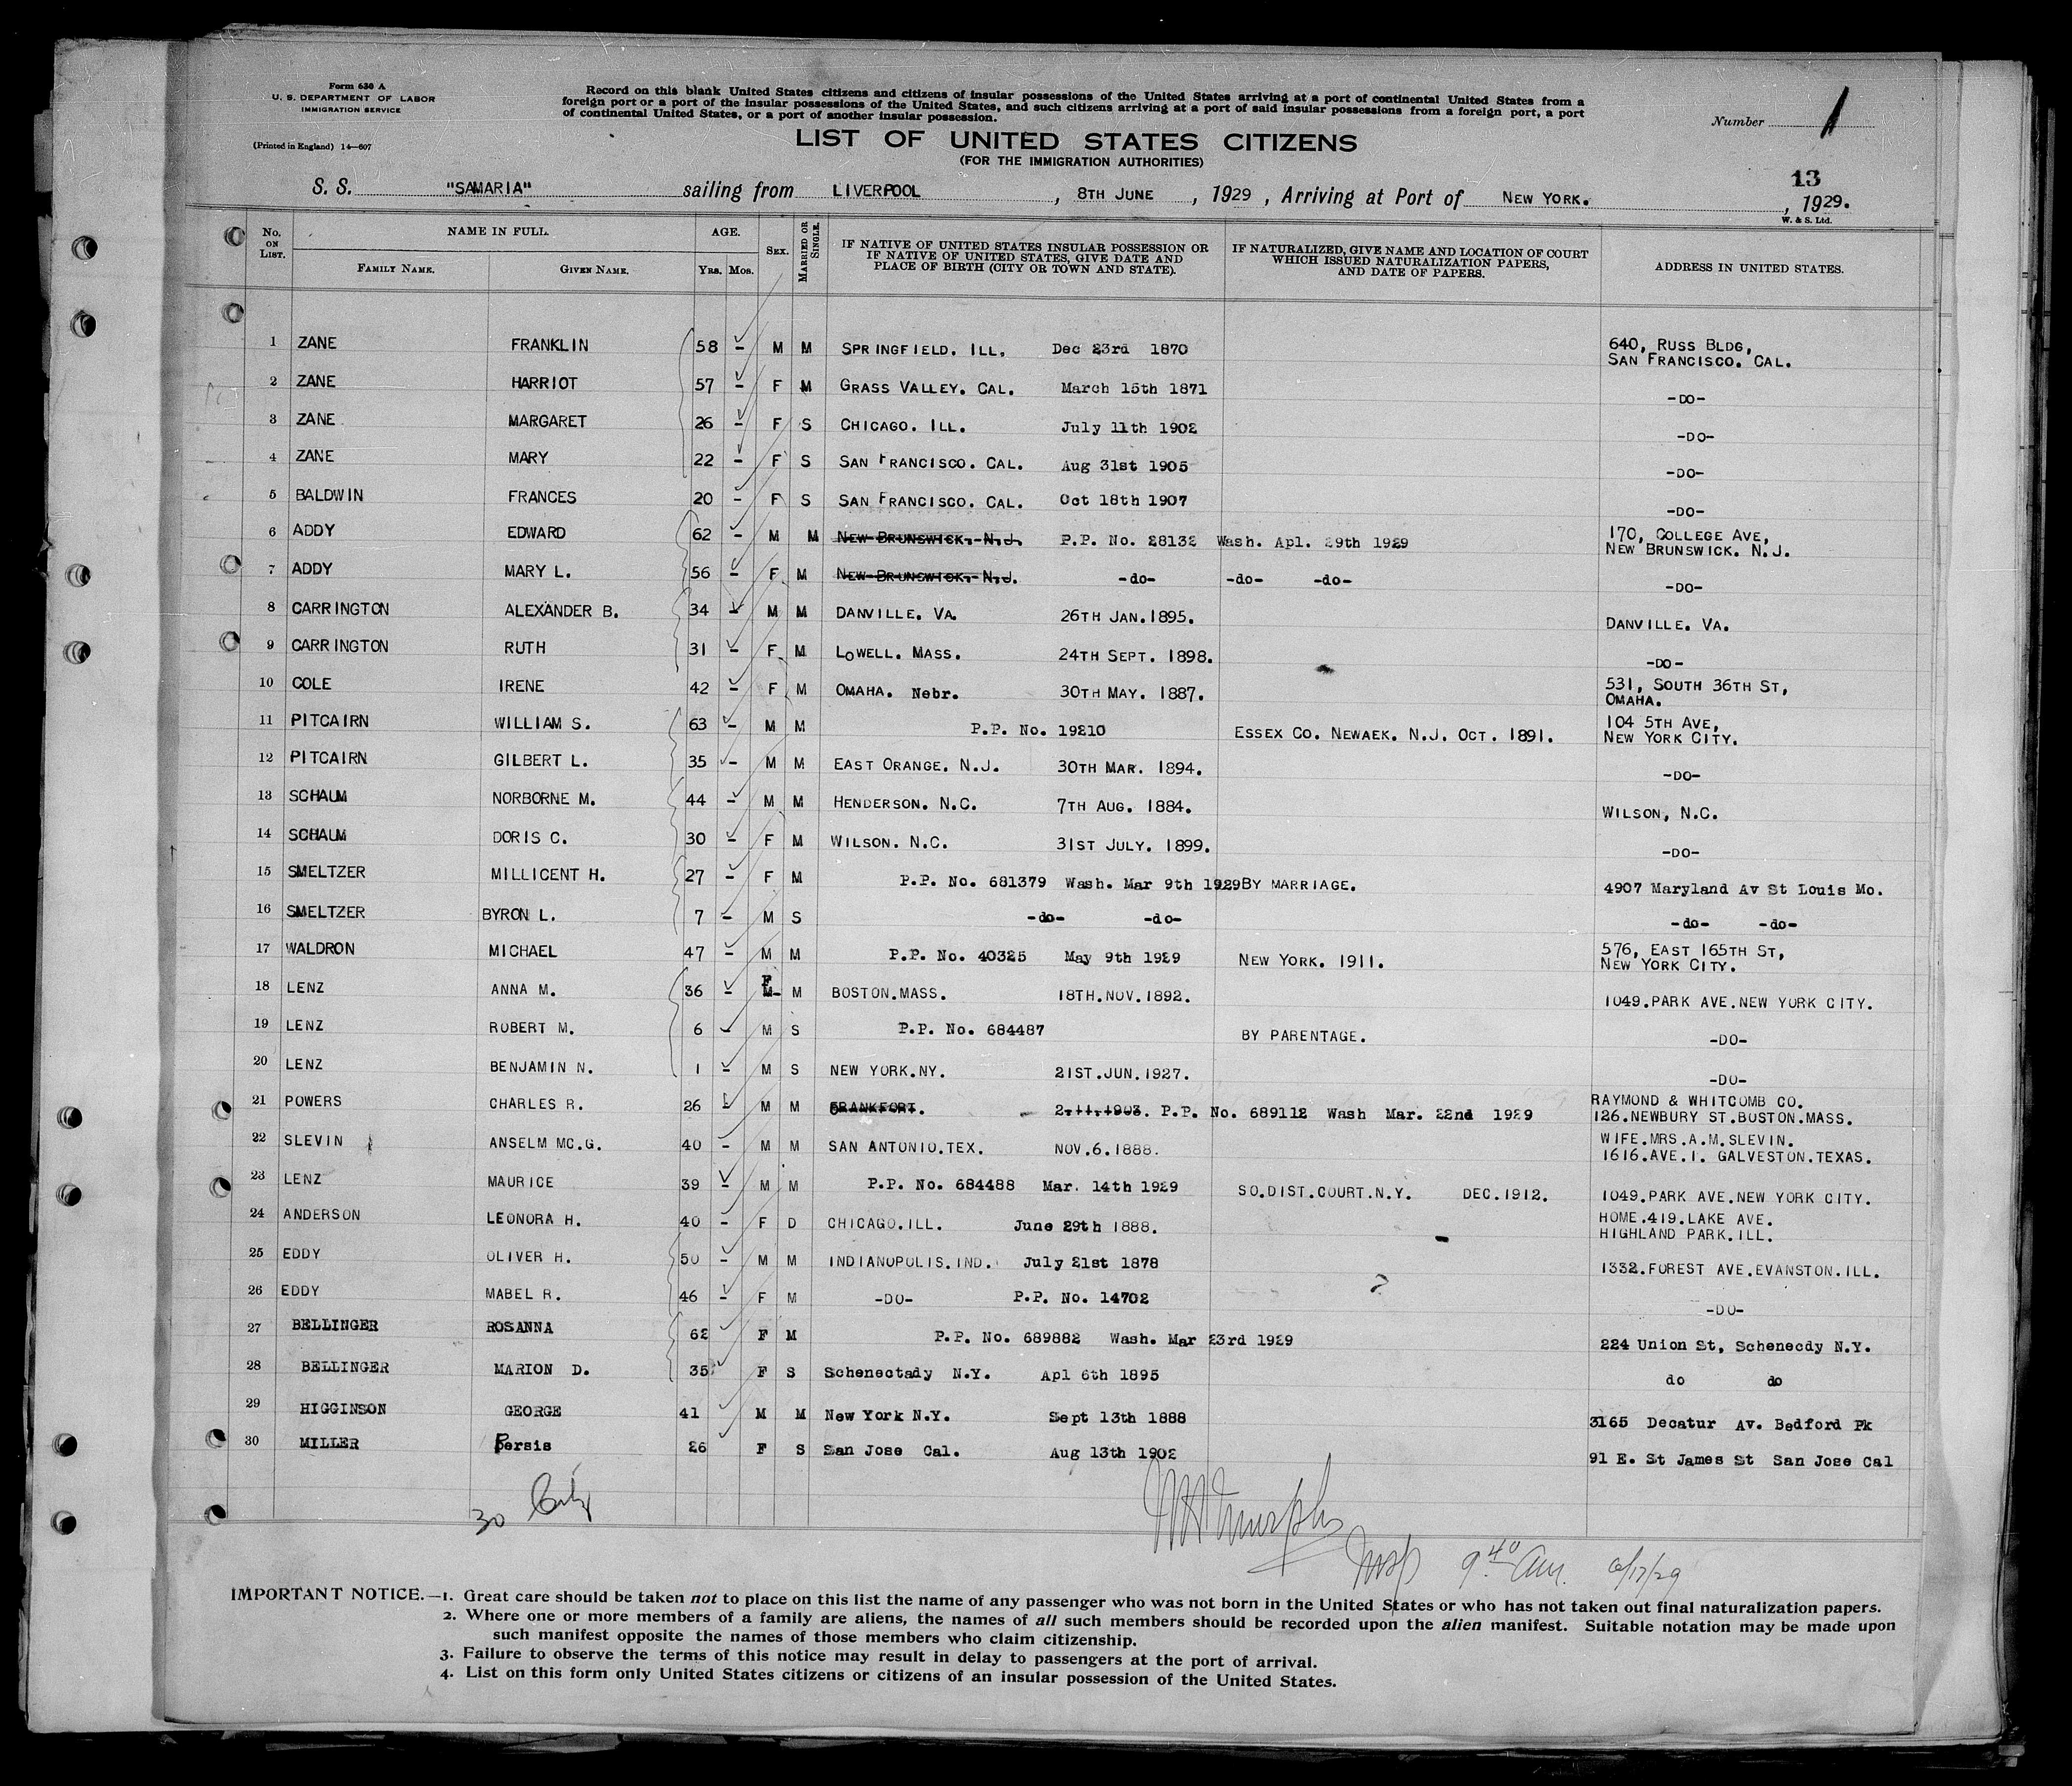 Form 630 A
U. S. DEPARTMENT OF LABOR
IMMIGRATION SERVICE
(Printed in England) 14—607
Record on this blank United States citizens and citizens of insular possessions of the United States arriving at a port of continental United States from a
foreign port or a port of the insular possessions of the United States, and such citizens arriving at a port of said insular possessions from a foreign port, a port
of continental United States, or a port of another insular possession.
Number 1
LIST OF UNITED STATES CITIZENS
(FOR THE IMMIGRATION AUTHORITIES)
13
S. S. "SAMARIA" sailing from LIVERPOOL, 8TH JUNE, 1929, Arriving at Port of NEW YORK., 1929.
W. & S. Ltd.
No. ON LIST. NAME IN FULL. AGE. SEX. MARRIED OR SINGLE. IF NATIVE OF UNITED STATES INSULAR POSSESSION OR IF NATIVE OF UNITED STATES, GIVE DATE AND PLACE OF BIRTH (CITY OR TOWN AND STATE). IF NATURALIZED, GIVE NAME AND LOCATION OF COURT WHICH ISSUED NATURALIZATION PAPERS, AND DATE OF PAPERS. ADDRESS IN UNITED STATES.
FAMILY NAME. GIVEN NAME. Yrs. Mos.
1 ZANE FRANKLIN 58 - M M SPRINGFIELD. ILL. Dec 23rd 1870 640, RUSS BLDG, SAN FRANCISCO. CAL.
2 ZANE HARRIOT 57 - F M GRASS VALLEY. CAL. March 15th 1871 -DO-
3 ZANE MARGARET 26 - F S CHICAGO. ILL. July 11th 1902 -DO-
4 ZANE MARY 22 - F S SAN FRANCISCO. CAL. Aug 31st 1905 -DO-
5 BALDWIN FRANCES 20 - F S SAN FRANCISCO. CAL. Oct 18th 1907 -DO-
6 ADDY EDWARD 62 - M M NEW BRUNSWICK. N.J. P.P. No. 28132 Wash. Apl. 29th 1929 170, COLLEGE AVE, NEW BRUNSWICK. N.J.
7 ADDY MARY L. 56 - F M NEW BRUNSWICK. N.J. -do- -do- -do- -DO-
8 CARRINGTON ALEXANDER B. 34 - M M DANVILLE. VA. 26TH JAN.1895. DANVILLE. VA.
9 CARRINGTON RUTH 31 - F M LOWELL. MASS. 24TH SEPT. 1898. -DO-
10 COLE IRENE 42 - F M OMAHA. Nebr. 30TH MAY. 1887. 531, SOUTH 36TH ST, OMAHA.
11 PITCAIRN WILLIAM S. 63 - M M P.P. No. 19210 ESSEX CO. NEWAEK. N.J. OCT. 1891. 104 5TH AVE, NEW YORK CITY.
12 PITCAIRN GILBERT L. 35 - M M EAST ORANGE. N.J. 30TH MAR. 1894. -DO-
13 SCHAUM NORBORNE M. 44 - M M HENDERSON. N.C. 7TH AUG. 1884. WILSON, N.C.
14 SCHAUM DORIS C. 30 - F M WILSON. N.C. 31ST JULY. 1899. -DO-
15 SMELTZER MILLICENT H. 27 - F M P.P. No. 681379 Wash. Mar 9th 1929 BY MARRIAGE. 4907 Maryland Av St Louis Mo.
16 SMELTZER BYRON L. 7 - M S -do- -do- -do- -do-
17 WALDRON MICHAEL 47 - M M P.P. No. 40325 May 9th 1929 NEW YORK. 1911. 576, EAST 165TH ST, NEW YORK CITY.
18 LENZ ANNA M. 36 - F M M BOSTON.MASS. 18TH.NOV.1892. 1049.PARK AVE.NEW YORK CITY.
19 LENZ ROBERT M. 6 - M S P.P. No. 684487 BY PARENTAGE. -DO-
20 LENZ BENJAMIN N. 1 - M S NEW YORK.NY. 21ST.JUN.1927. -DO-
21 POWERS CHARLES R. 26 - M M FRANKFORT. 2.11.1903. P.P. No. 689112 Wash Mar. 22nd 1929 RAYMOND & WHITCOMB CO. 126.NEWBURY ST.BOSTON.MASS.
22 SLEVIN ANSELM MC.G. 40 - M M SAN ANTONIO.TEX. NOV.6.1888. WIFE.MRS.A.M.SLEVIN. 1616.AVE.I. GALVESTON.TEXAS.
23 LENZ MAURICE 39 - M M P.P. No. 684488 Mar. 14th 1929 SO.DIST.COURT.N.Y. DEC.1912. 1049.PARK AVE.NEW YORK CITY.
24 ANDERSON LEONORA H. 40 - F D CHICAGO.ILL. June 29th 1888. HOME.419.LAKE AVE. HIGHLAND PARK.ILL.
25 EDDY OLIVER H. 50 - M M INDIANOPOLIS.IND. July 21st 1878 1332.FOREST AVE.EVANSTON.ILL.
26 EDDY MABEL R. 46 - F M -DO- P.P. No. 14702 ? -DO-
27 BELLINGER ROSANNA 62 F M P.P. No. 689882 Wash. Mar 23rd 1929 224 Union St, Schenecdy N.Y.
28 BELLINGER MARION D. 35 F S Schenectady N.Y. Apl 6th 1895 do do
29 HIGGINSON GEORGE 41 M M New York N.Y. Sept 13th 1888 3165 Decatur Av. Bedford Pk
30 MILLER Persis 26 F S San Jose Cal. Aug 13th 1902 91 E. St James St San Jose Cal
30
Murphy
Insp 9 40 Am. 6/17/29
IMPORTANT NOTICE.—1. Great care should be taken not to place on this list the name of any passenger who was not born in the United States or who has not taken out final naturalization papers.
2. Where one or more members of a family are aliens, the names of all such members should be recorded upon the alien manifest. Suitable notation may be made upon
such manifest opposite the names of those members who claim citizenship.
3. Failure to observe the terms of this notice may result in delay to passengers at the port of arrival.
4. List on this form only United States citizens or citizens of an insular possession of the United States.